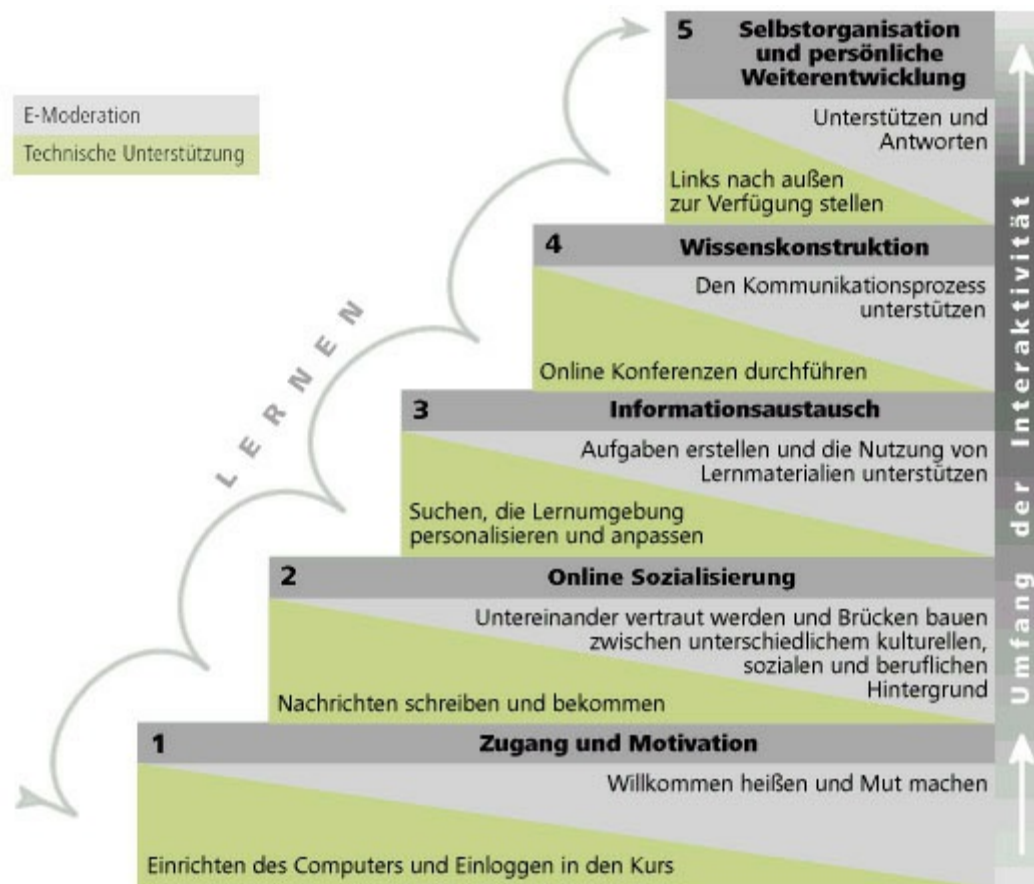 5 Selbstorganisation
und persönliche
Weiterentwicklung
E-Moderation
Technische Unterstützung
Unterstützen und
Antworten
Links nach außen
zur Verfügung stellen
4 Wissenskonstruktion
Den Kommunikationsprozess
unterstützen
Online Konferenzen durchführen
3 Informationsaustausch
Aufgaben erstellen und die Nutzung von
Lernmaterialien unterstützen
Suchen, die Lernumgebung
personalisieren und anpassen
2 Online Sozialisierung
Untereinander vertraut werden und Brücken bauen
zwischen unterschiedlichem kulturellen,
sozialen und beruflichen
Hintergrund
Nachrichten schreiben und bekommen
1 Zugang und Motivation
Willkommen heißen und Mut machen
Einrichten des Computers und Einloggen in den Kurs
LERNEN
Umfang der Interaktivität